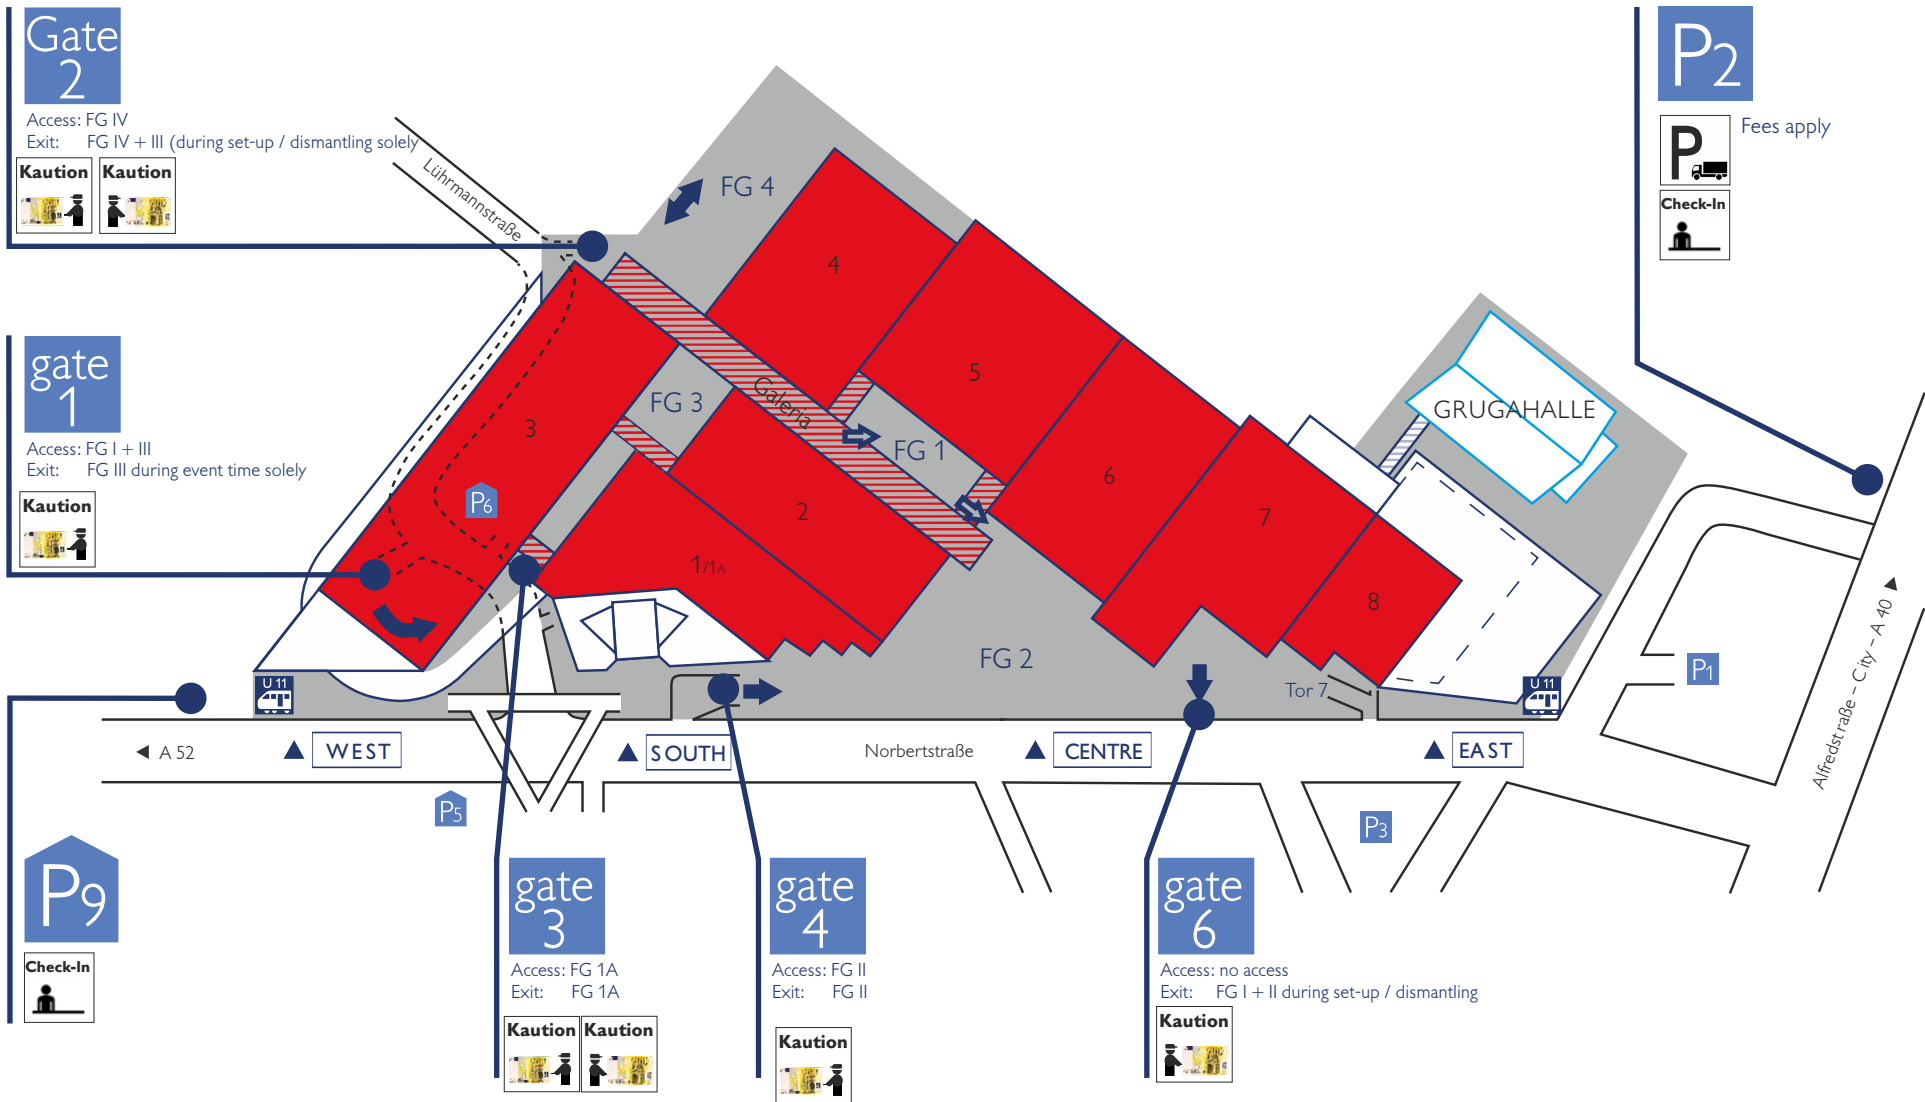 Gate
2
Access: FG IV
Exit: FG IV + III (during set-up / dismantling solely
Kaution
Kaution
gate
1
Access: FG I + III
Exit: FG III during event time solely
Kaution
P9
Check-In
P2
Fees apply
P
Check-In
Lührmannstraße
FG 4
4
5
3
FG 3
Galeria
FG 1
6
2
1/1A
7
8
GRUGAHALLE
P6
FG 2
Tor 7
U 11
U 11
P1
Alfredstraße – City – A 40
A 52
WEST
SOUTH
Norbertstraße
CENTRE
EAST
P5
P3
gate
3
Access: FG 1A
Exit: FG 1A
Kaution
Kaution
gate
4
Access: FG II
Exit: FG II
Kaution
gate
6
Access: no access
Exit: FG I + II during set-up / dismantling
Kaution